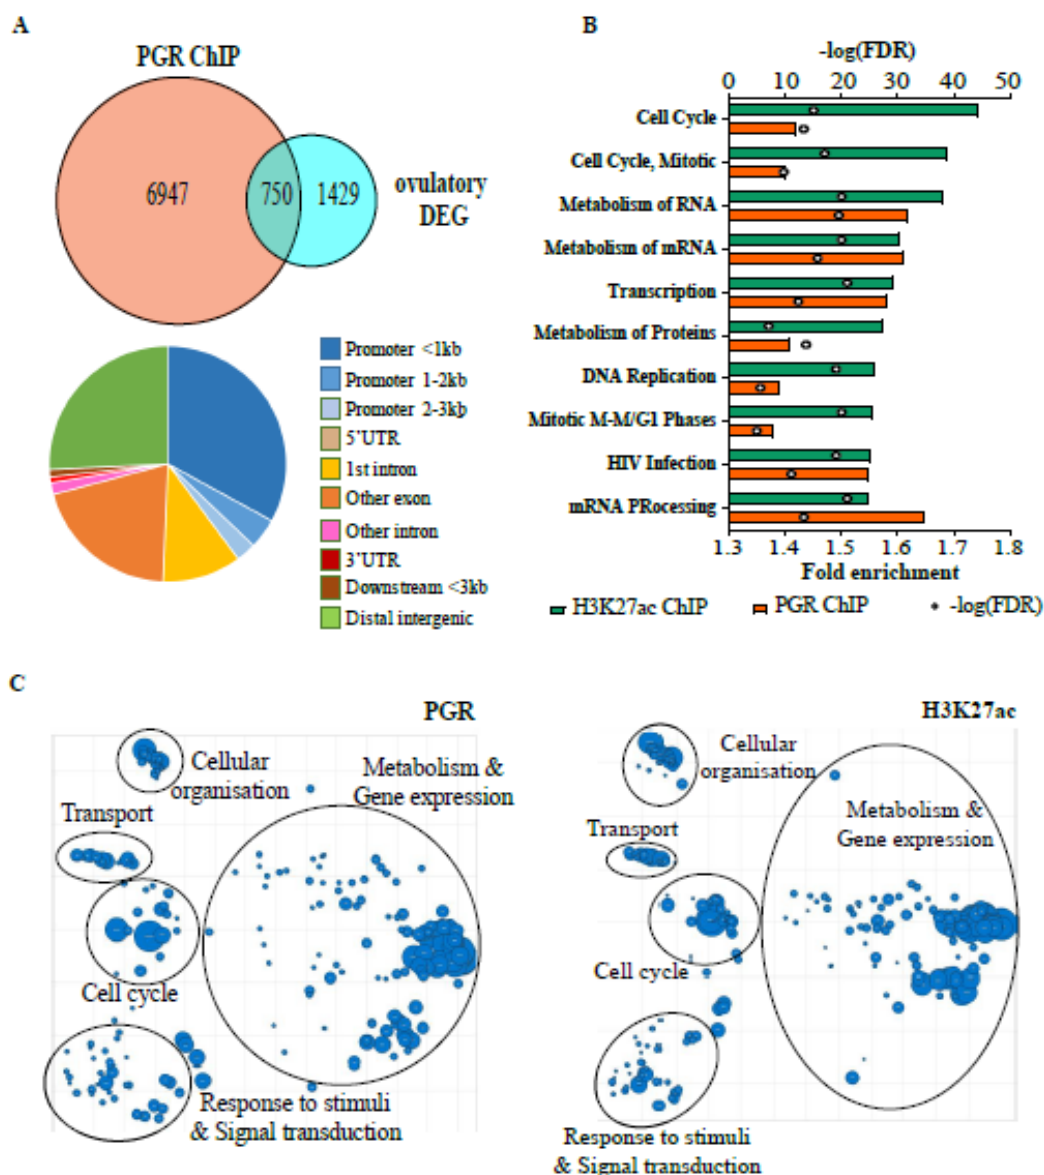 A
PGR ChIP
6947
750
1429
ovulatory
DEG
Promoter <1kb
Promoter 1-2kb
Promoter 2-3kb
5'UTR
1st intron
Other exon
Other intron
3'UTR
Downstream <3kb
Distal intergenic
B
-log(FDR)
0 10 20 30 40 50
Cell Cycle
Cell Cycle, Mitotic
Metabolism of RNA
Metabolism of mRNA
Transcription
Metabolism of Proteins
DNA Replication
Mitotic M-M/G1 Phases
HIV Infection
mRNA PRocessing
1.3 1.4 1.5 1.6 1.7 1.8
Fold enrichment
H3K27ac ChIP
PGR ChIP
-log(FDR)
C
PGR
Cellular
organisation
Metabolism &
Gene expression
Transport
Cell cycle
Response to stimuli
& Signal transduction
H3K27ac
Cellular
organisation
Metabolism &
Gene expression
Transport
Cell cycle
Response to stimuli
& Signal transduction